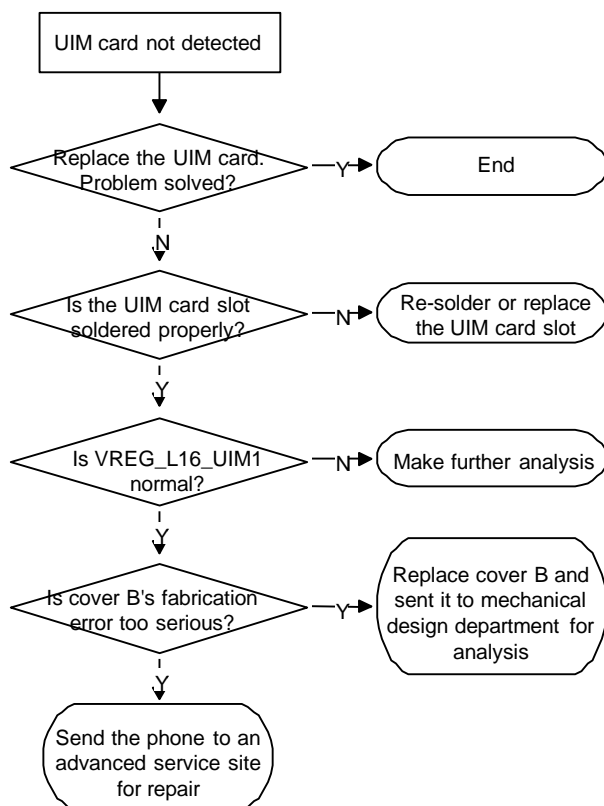 UIM card not detected
Replace the UIM card.
Problem solved?
Y
End
N
Is the UIM card slot
soldered properly?
N
Re-solder or replace
the UIM card slot
Y
Is VREG_L16_UIM1
normal?
N
Make further analysis
Y
Is cover B's fabrication
error too serious?
Y
Replace cover B and
sent it to mechanical
design department for
analysis
Y
Send the phone to an
advanced service site
for repair